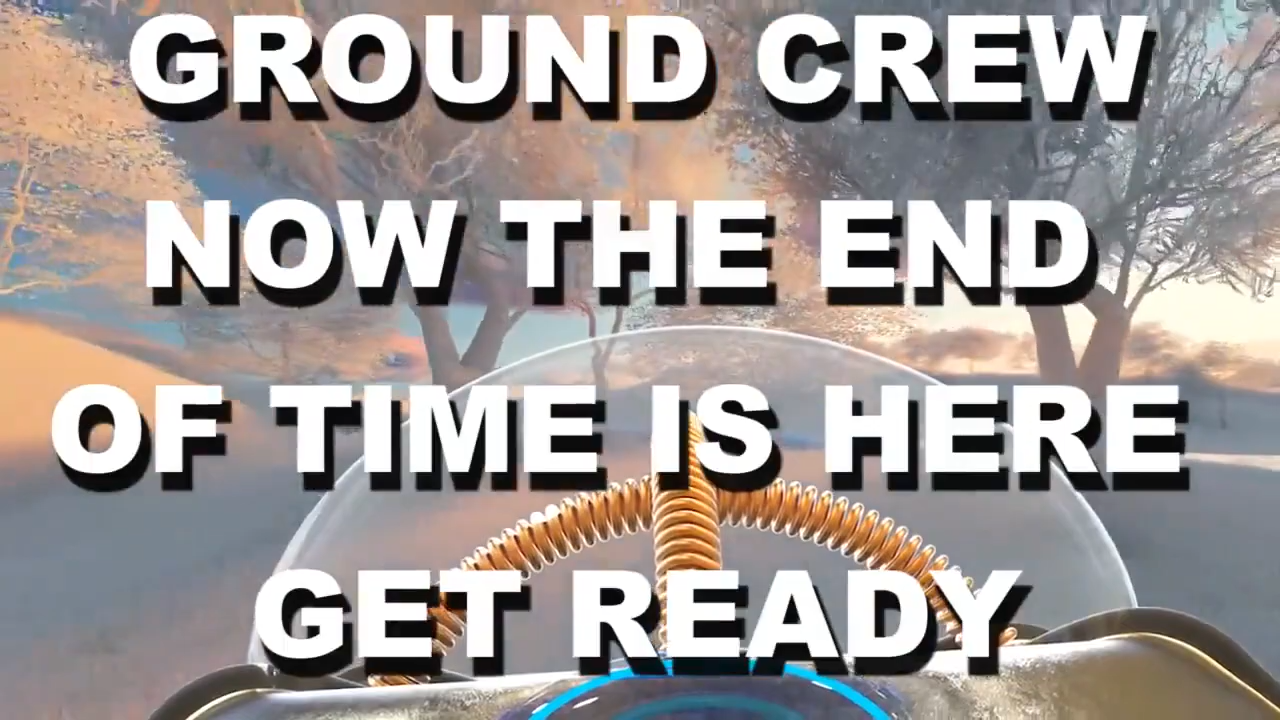 GROUND CREW
NOW THE END
OF TIME IS HERE
GET READY